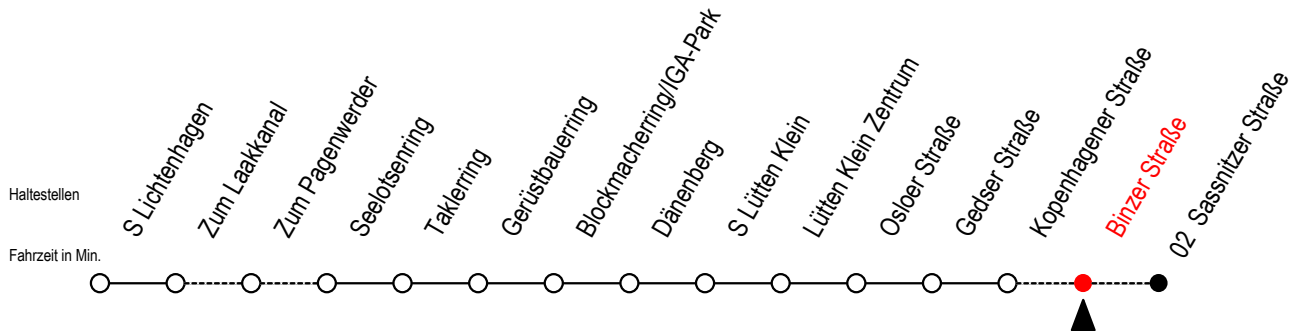 Haltestellen
Fahrzeit in Min.
S Lichtenhagen
Zum Laakkanal
Zum Pagenwerder
Seelotsenring
Taklerring
Gerüstbauerring
Blockmacherring/IGA-Park
Dänenberg
S Lütten Klein
Lütten Klein Zentrum
Osloer Straße
Gedser Straße
Kopenhagener Straße
Binzer Straße
02 Sassnitzer Straße